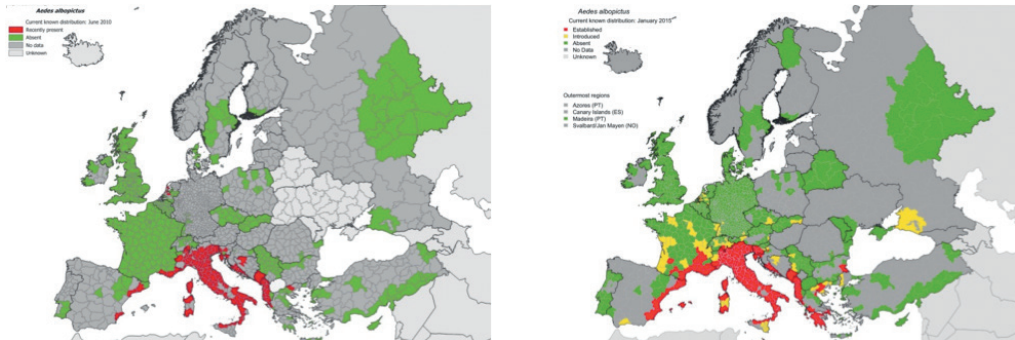 Aedes albopictus
Current known distribution: June 2010
Recently present
Absent
No data
Unknown
Aedes albopictus
Current known distribution: January 2015
Established
Introduced
Absent
No Data
Unknown
Outermost regions
Azores (PT)
Canary Islands (ES)
Madeira (PT)
Svalbard/Jan Mayen (NO)